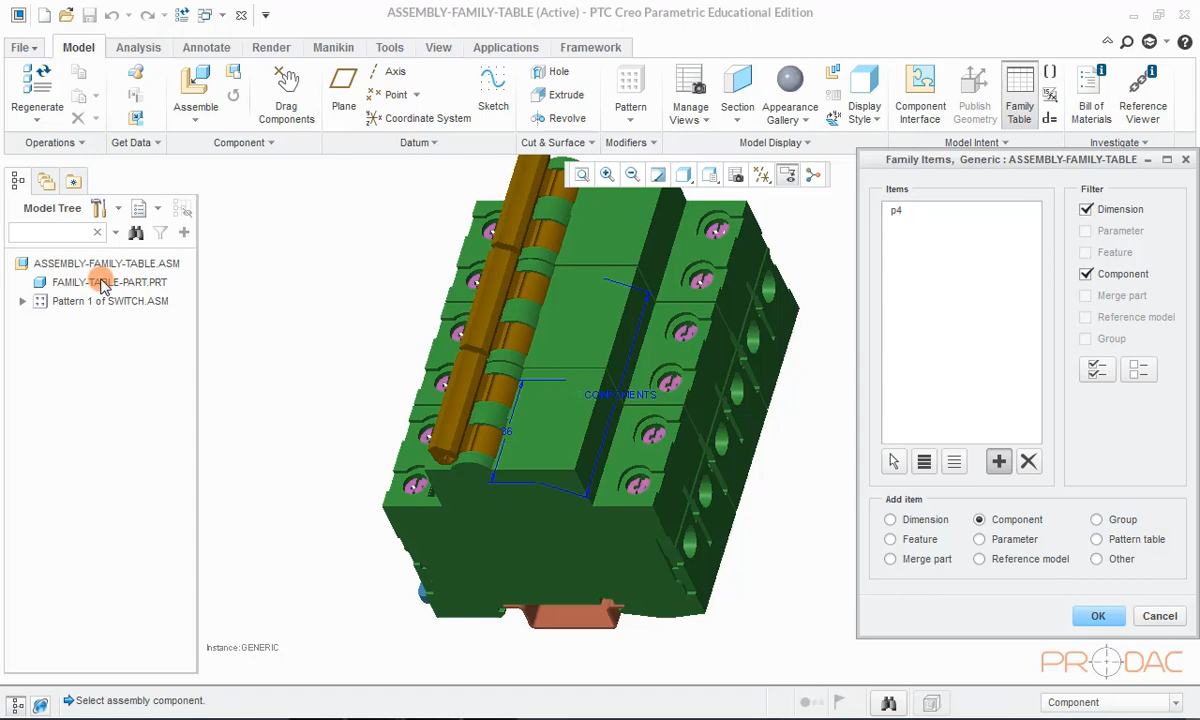 ASSEMBLY-FAMILY-TABLE (Active) - PTC Creo Parametric Educational Edition
File
Model
Analysis
Annotate
Render
Manikin
Tools
View
Applications
Framework
Regenerate
Assemble
Drag Components
Plane
Axis
Point
Coordinate System
Sketch
Hole
Extrude
Revolve
Pattern
Manage Views
Section
Appearance Gallery
Display Style
Component Interface
Publish Geometry
Family Table
d=
Bill of Materials
Reference Viewer
Operations
Get Data
Component
Datum
Cut & Surface
Modifiers
Model Display
Model Intent
Investigate
Family Items, Generic : ASSEMBLY-FAMILY-TABLE
Model Tree
ASSEMBLY-FAMILY-TABLE.ASM
FAMILY-TABLE-PART.PRT
Pattern 1 of SWITCH.ASM
Items
p4
Filter
Dimension
Parameter
Feature
Component
Merge part
Reference model
Group
COMPONENTS
36
Add item
Dimension
Component
Group
Feature
Parameter
Pattern table
Merge part
Reference model
Other
OK
Cancel
Instance:GENERIC
PRODAC
Select assembly component.
Component